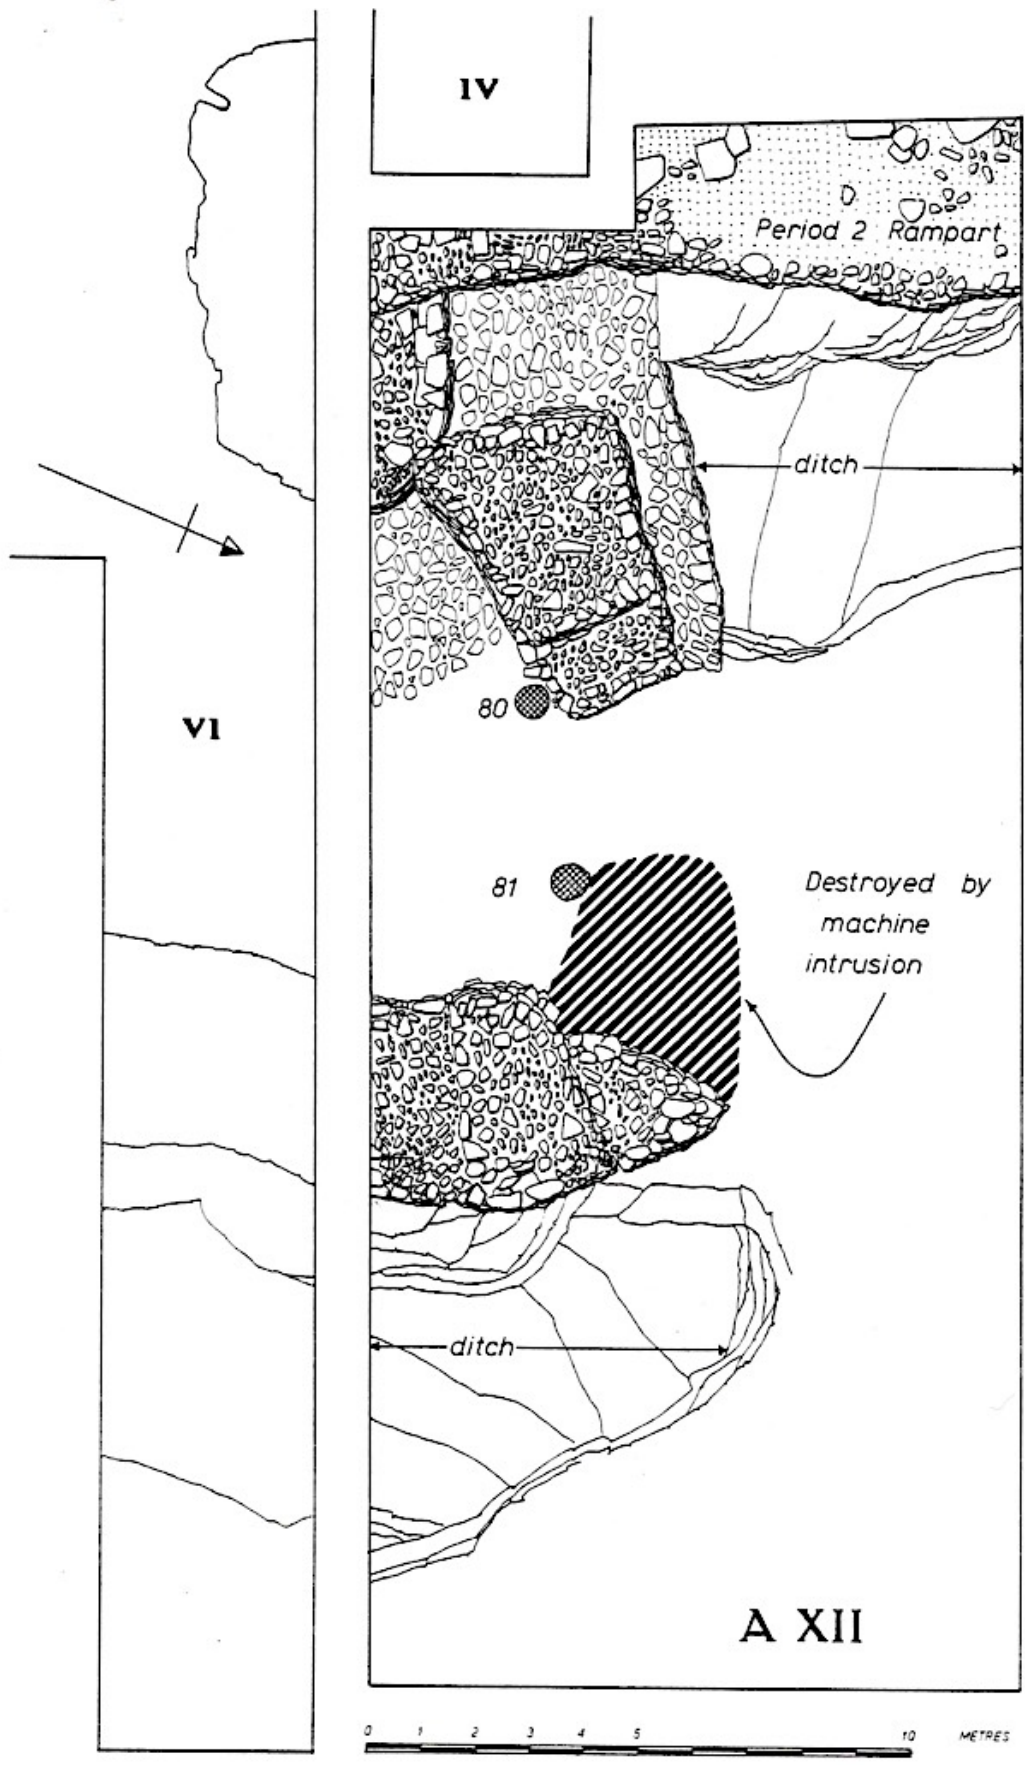 IV
Period 2 Rampart
ditch
80
VI
81
Destroyed by
machine
intrusion
ditch
A XII
0 1 2 3 4 5 10 METRES